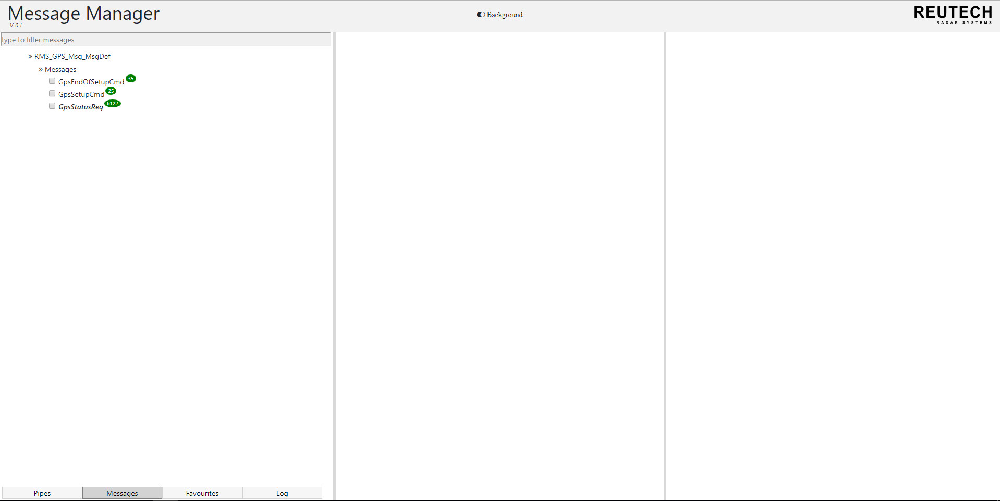 Message Manager
V-0.1
Background
REUTECH
RADAR SYSTEMS
type to filter messages
RMS_GPS_Msg_MsgDef
Messages
GpsEndOfSetupCmd 35
GpsSetupCmd 25
GpsStatusReq 6122
Pipes Messages Favourites Log